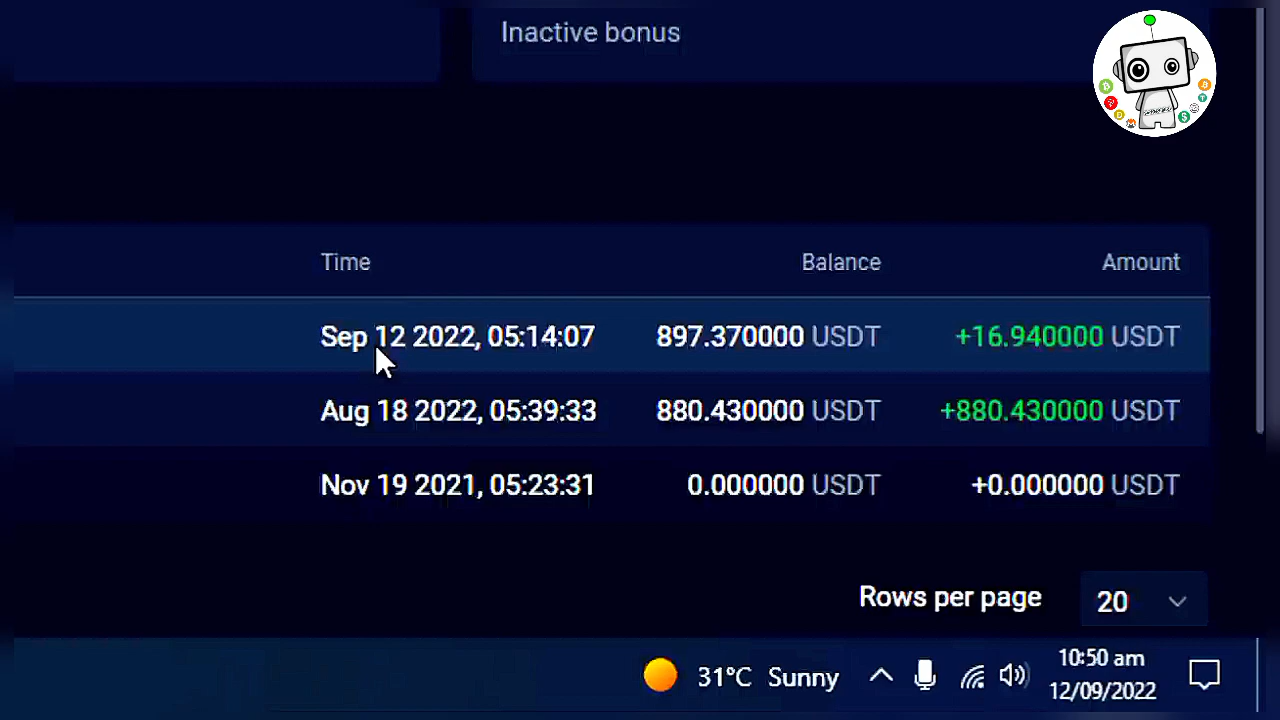 Inactive bonus
Time Balance Amount
Sep 12 2022, 05:14:07 897.370000 USDT +16.940000 USDT
Aug 18 2022, 05:39:33 880.430000 USDT +880.430000 USDT
Nov 19 2021, 05:23:31 0.000000 USDT +0.000000 USDT
Rows per page 20
31°C Sunny 10:50 am
12/09/2022